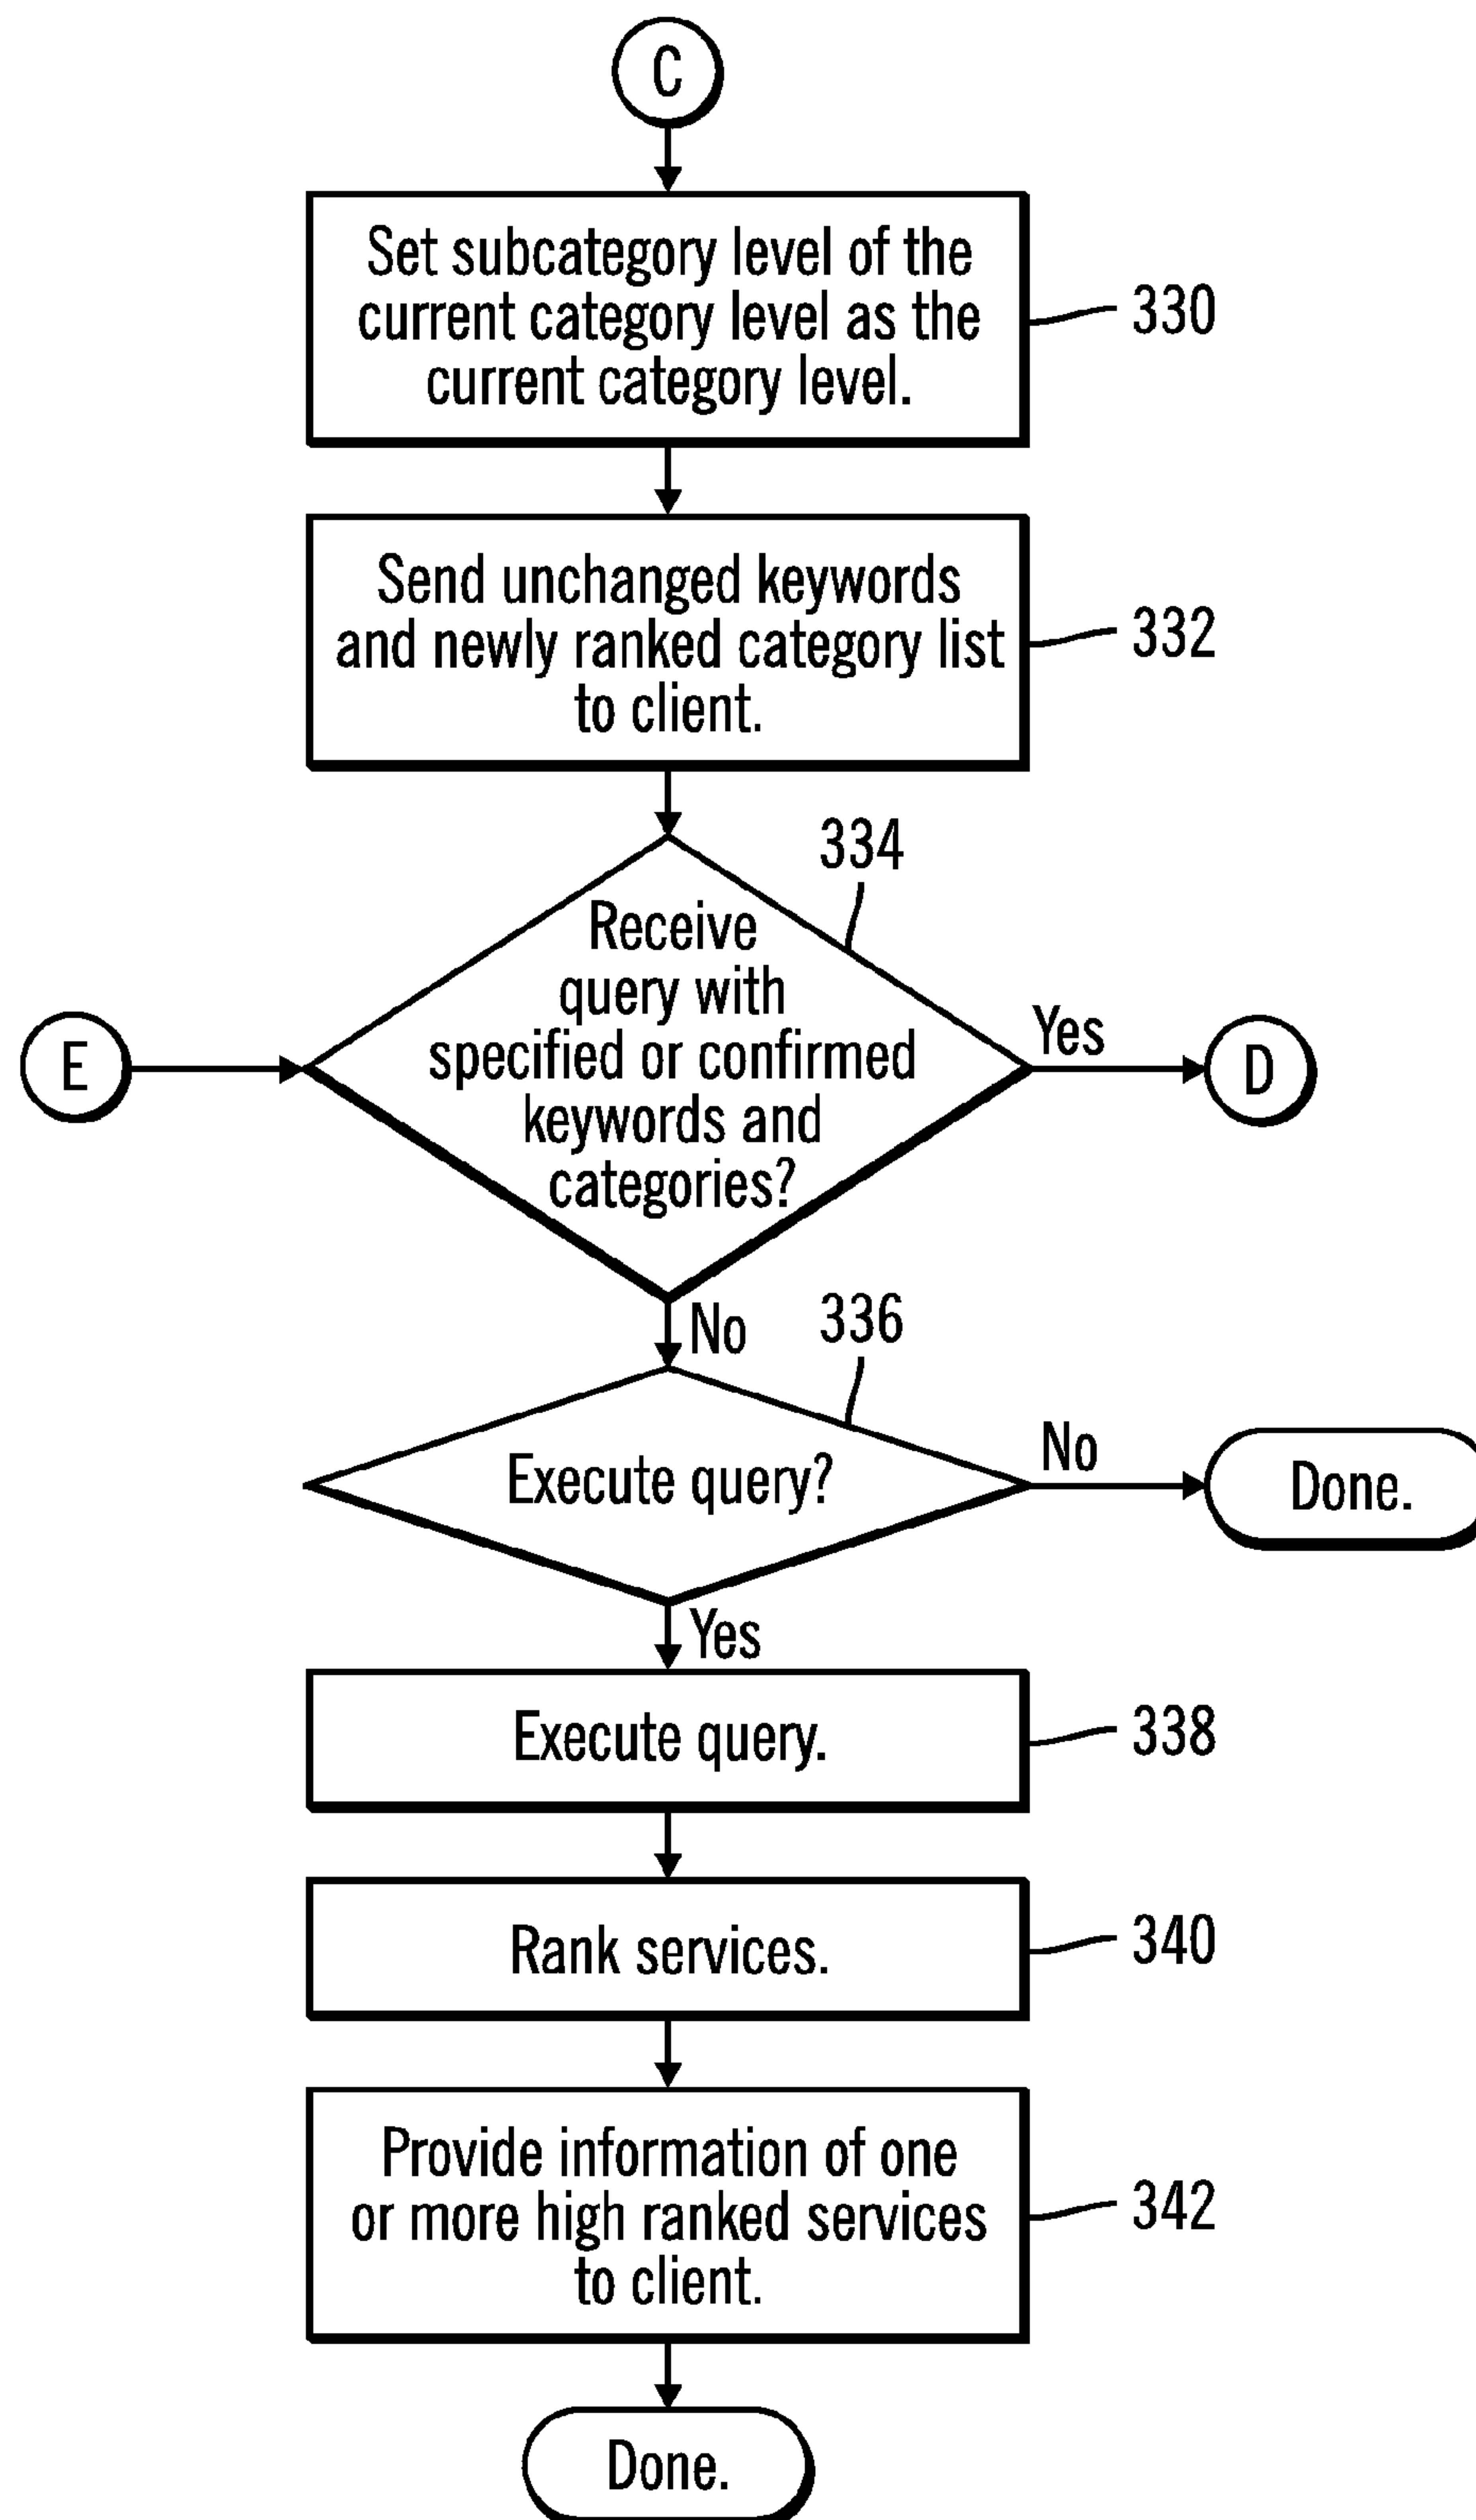 C
Set subcategory level of the
current category level as the
current category level.
330
Send unchanged keywords
and newly ranked category list
to client.
332
334
Receive
query with
specified or confirmed
keywords and
categories?
E
Yes
D
No
336
Execute query?
No
Done.
Yes
Execute query.
338
Rank services.
340
Provide information of one
or more high ranked services
to client.
342
Done.